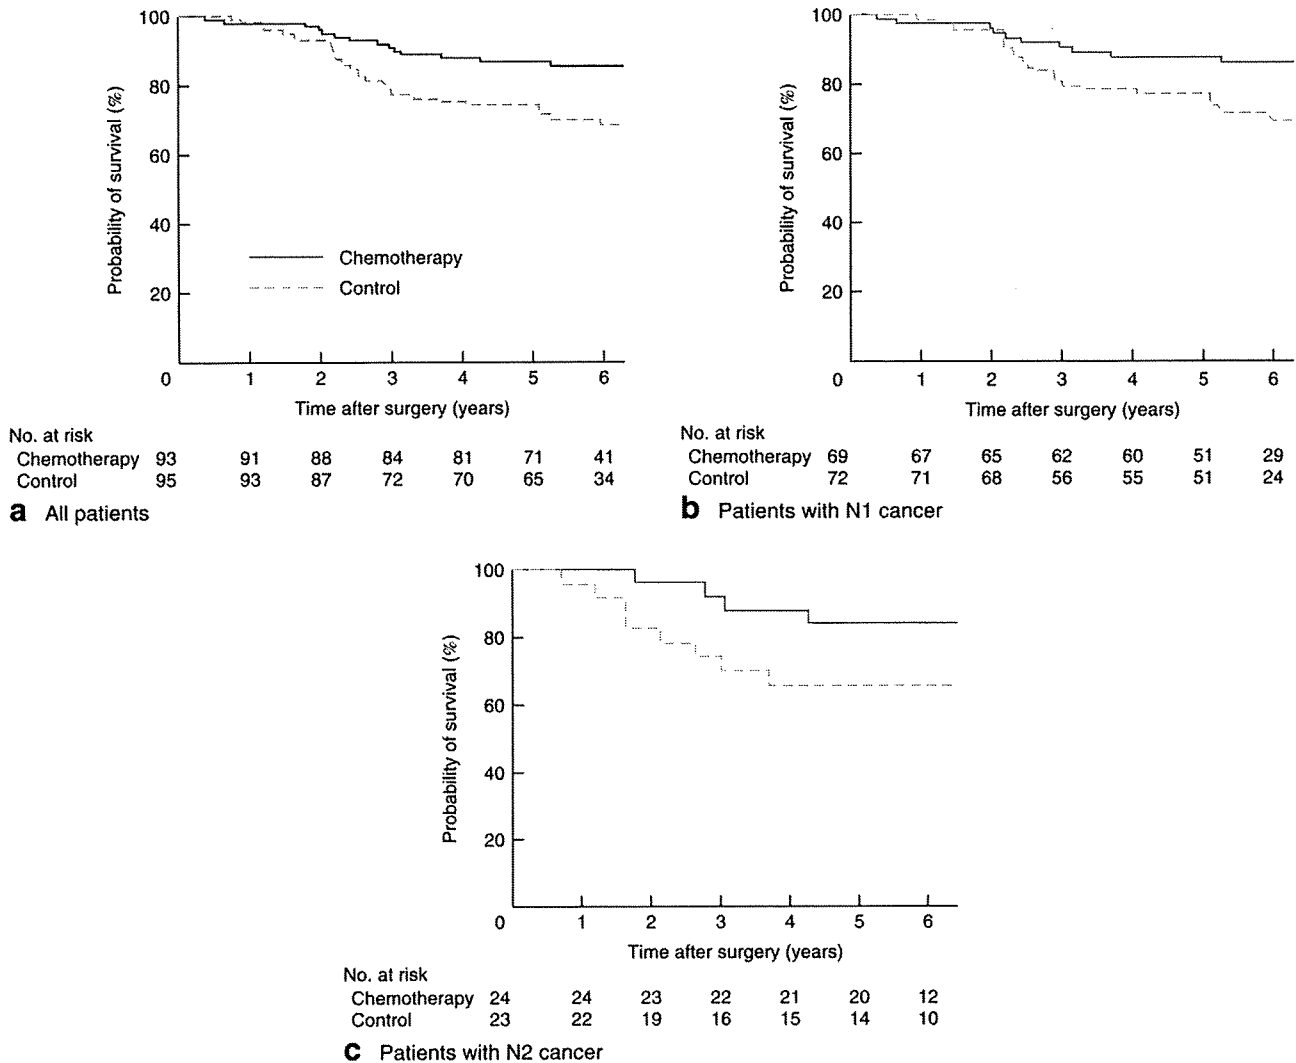 100
80
60
40
20
0
1 2 3 4 5 6
Probability of survival (%)
Chemotherapy
Control
Time after surgery (years)
No. at risk
Chemotherapy 93 91 88 84 81 71 41
Control 95 93 87 72 70 65 34
a All patients
100
80
60
40
20
0
1 2 3 4 5 6
Probability of survival (%)
Time after surgery (years)
No. at risk
Chemotherapy 69 67 65 62 60 51 29
Control 72 71 68 56 55 51 24
b Patients with N1 cancer
100
80
60
40
20
0
1 2 3 4 5 6
Probability of survival (%)
Time after surgery (years)
No. at risk
Chemotherapy 24 24 23 22 21 20 12
Control 23 22 19 16 15 14 10
c Patients with N2 cancer